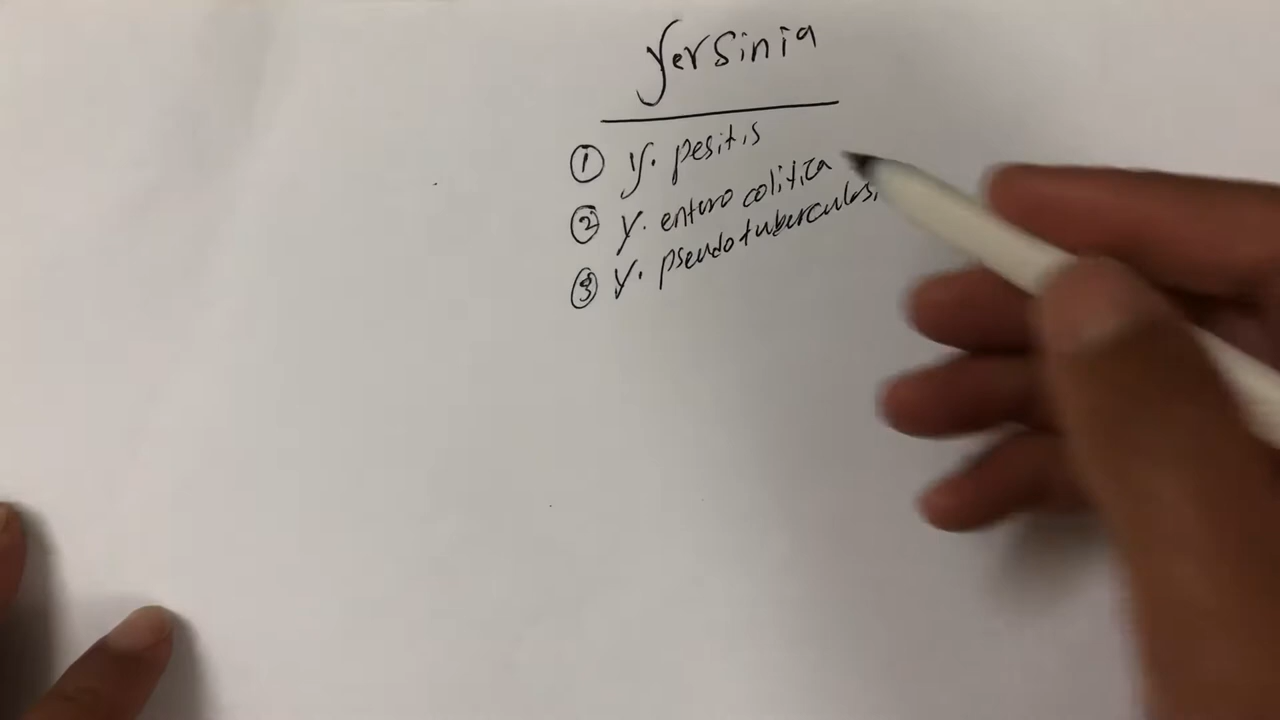 Yersinia
① y. pesitis
② y. entero colitica
③ y. pseudotuberculosi